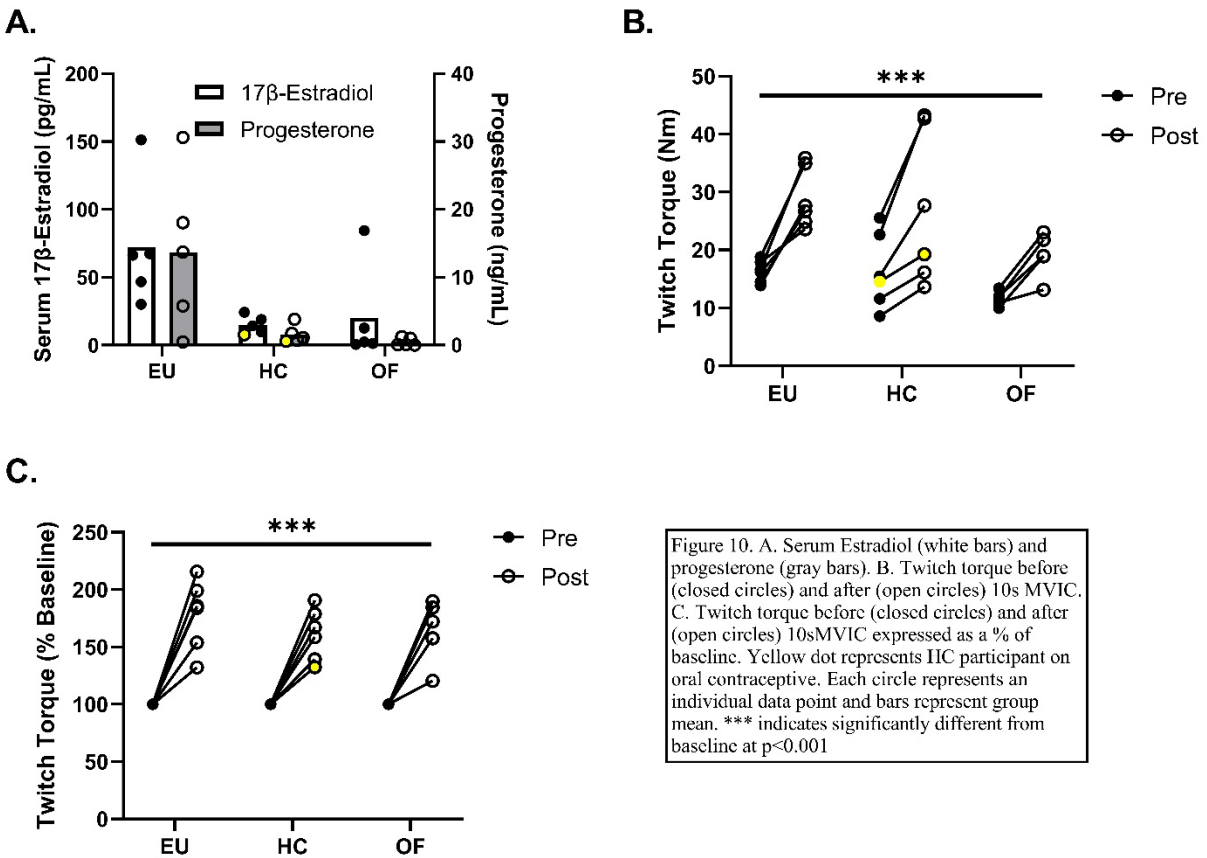 A.
Serum 17β-Estradiol (pg/mL)
200
150
100
50
0
17β-Estradiol
Progesterone
40
30
20
10
0
Progesterone (ng/mL)
EU
HC
OF
B.
Twitch Torque (Nm)
50
40
30
20
10
0
***
Pre
Post
EU
HC
OF
C.
Twitch Torque (% Baseline)
250
200
150
100
50
0
***
Pre
Post
EU
HC
OF
Figure 10. A. Serum Estradiol (white bars) and
progesterone (gray bars). B. Twitch torque before
(closed circles) and after (open circles) 10s MVIC.
C. Twitch torque before (closed circles) and after
(open circles) 10sMVIC expressed as a % of
baseline. Yellow dot represents HC participant on
oral contraceptive. Each circle represents an
individual data point and bars represent group
mean. *** indicates significantly different from
baseline at p<0.001